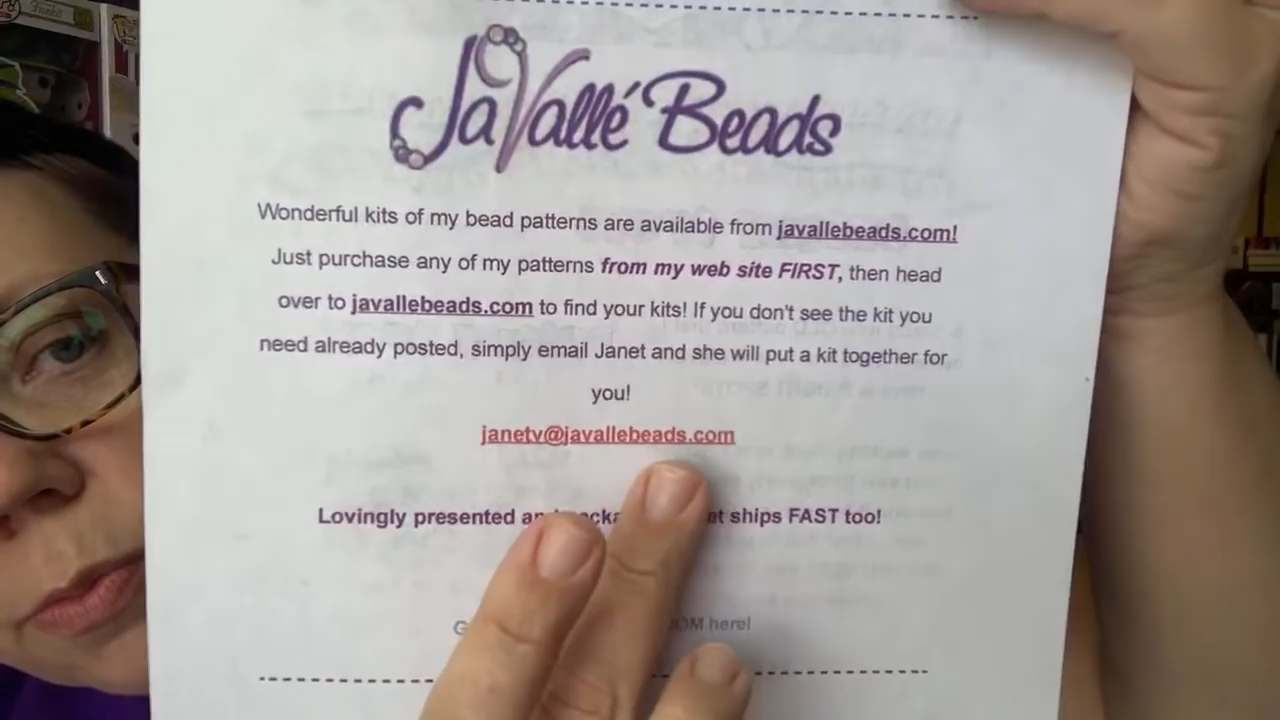 Funko
JaVallé Beads
Wonderful kits of my bead patterns are available from javallebeads.com!
Just purchase any of my patterns from my web site FIRST, then head
over to javallebeads.com to find your kits! If you don't see the kit you
need already posted, simply email Janet and she will put a kit together for
you!
janetv@javallebeads.com
Lovingly presented ships FAST too!
here!